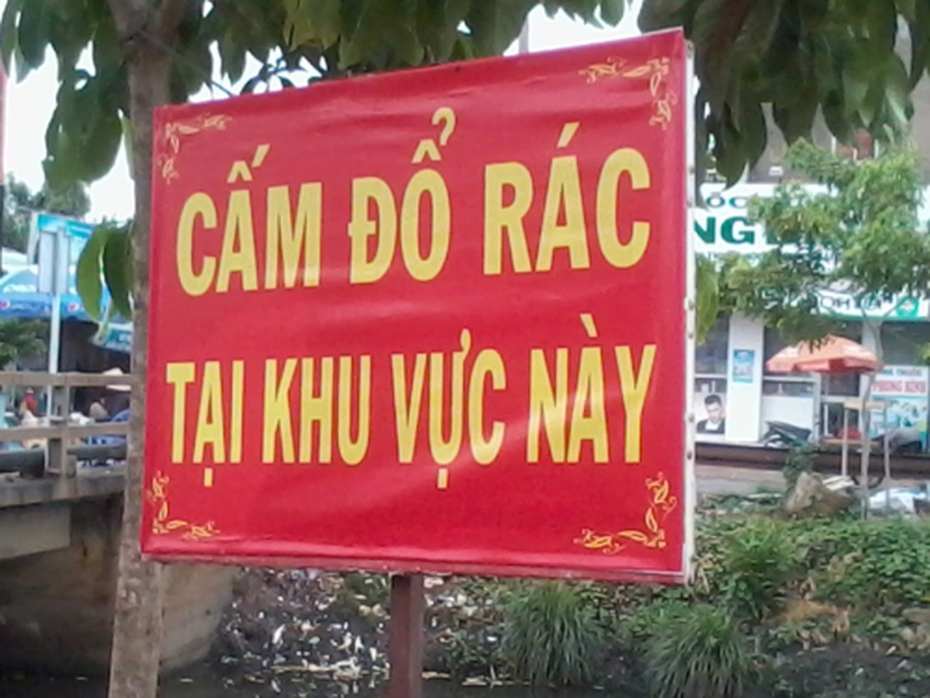 CẤM ĐỔ RÁC
TẠI KHU VỰC NÀY